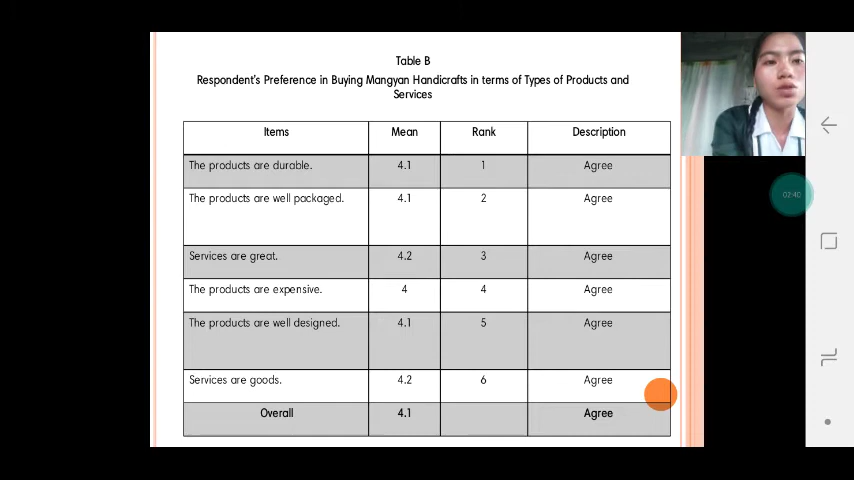 Table B
Respondent's Preference in Buying Mangyan Handicrafts in terms of Types of Products and
Services
Items Mean Rank Description
The products are durable. 4.1 1 Agree
The products are well packaged. 4.1 2 Agree
Services are great. 4.2 3 Agree
The products are expensive. 4 4 Agree
The products are well designed. 4.1 5 Agree
Services are goods. 4.2 6 Agree
Overall 4.1 Agree
02:40